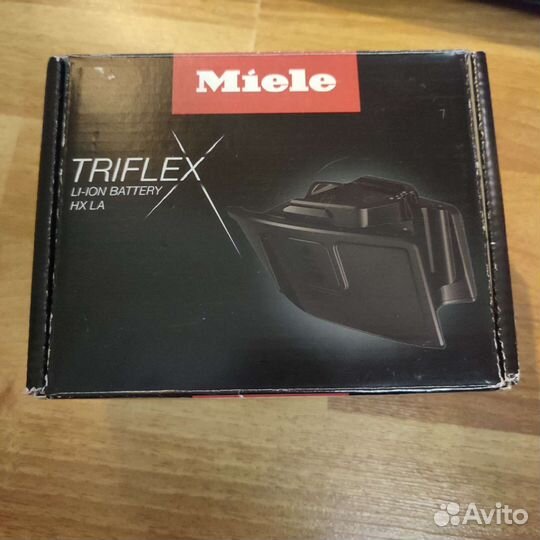 Miele
TRIFLEX
LI-ION BATTERY
HX LA
Avito